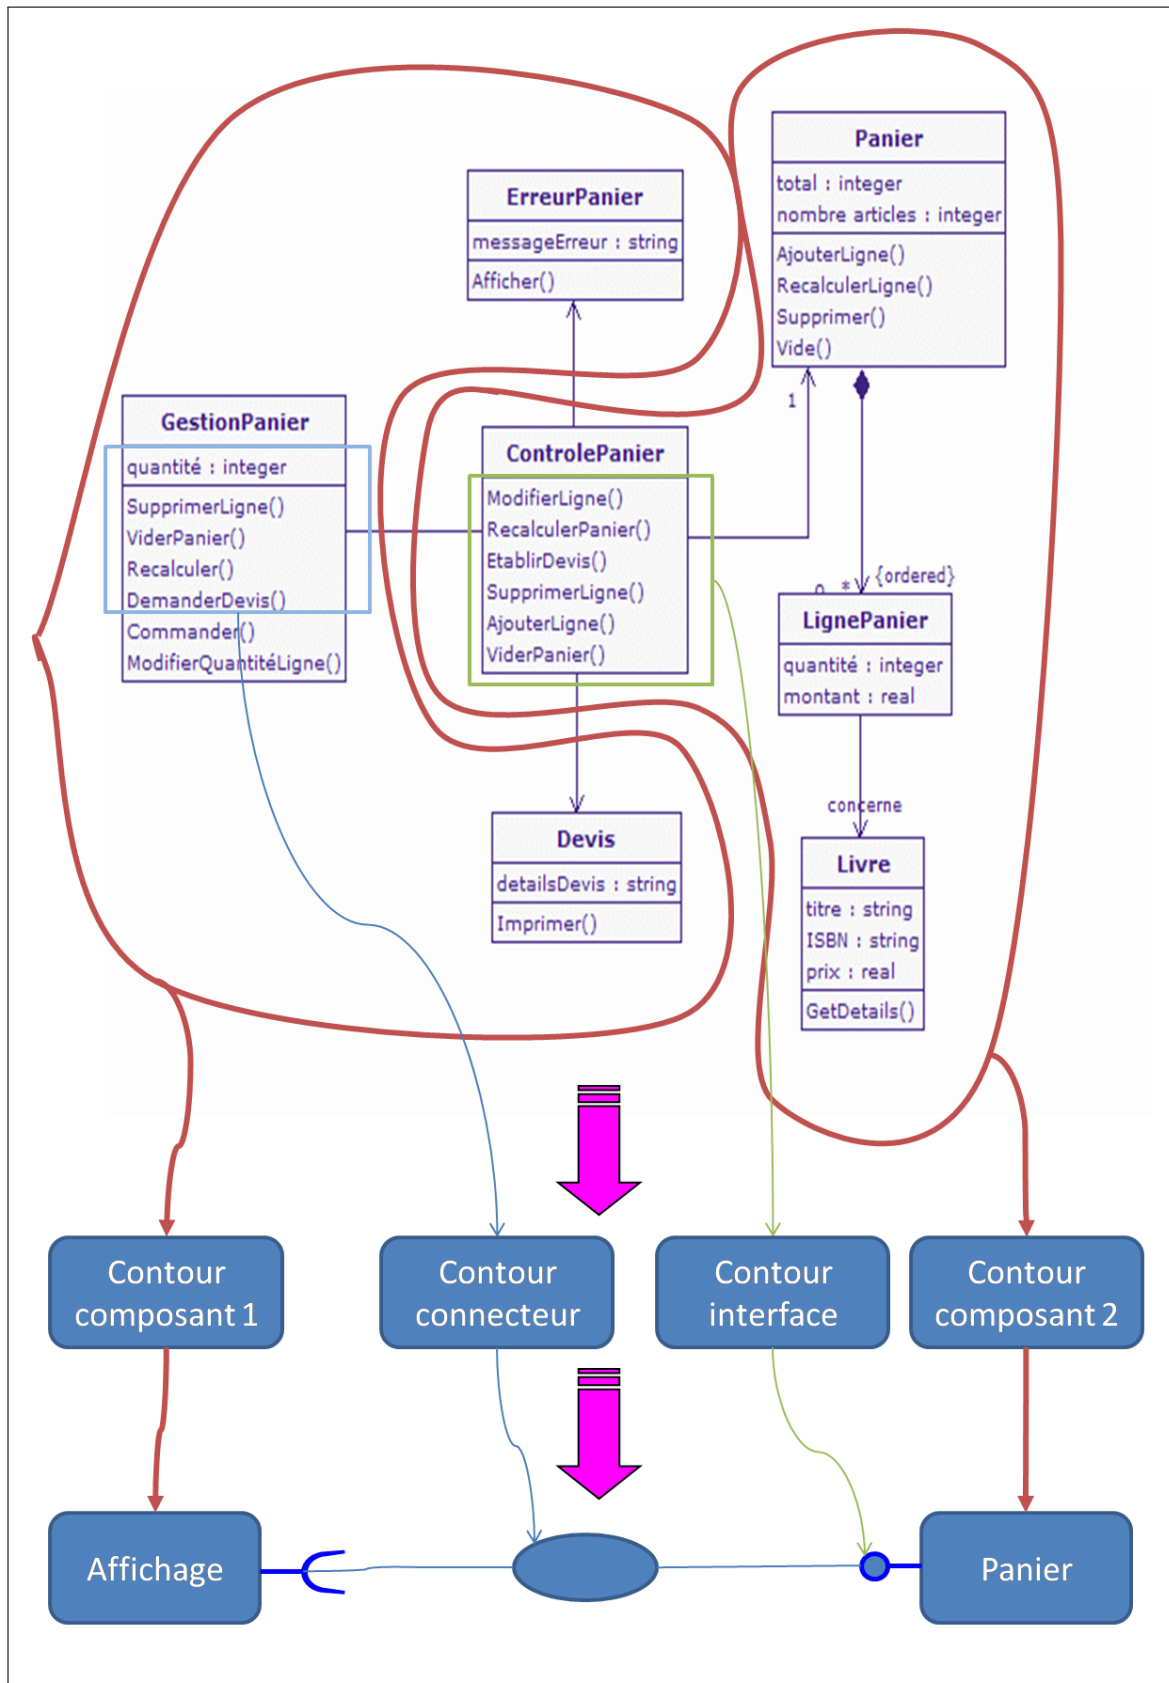 Panier
total : integer
nombre articles : integer
AjouterLigne()
RecalculerLigne()
Supprimer()
Vide()
ErreurPanier
messageErreur : string
Afficher()
1
GestionPanier
quantité : integer
SupprimerLigne()
ViderPanier()
Recalculer()
DemanderDevis()
Commander()
ModifierQuantitéLigne()
ControlePanier
ModifierLigne()
RecalculerPanier()
EtablirDevis()
SupprimerLigne()
AjouterLigne()
ViderPanier()
0..* {ordered}
LignePanier
quantité : integer
montant : real
concerne
Devis
detailsDevis : string
Imprimer()
Livre
titre : string
ISBN : string
prix : real
GetDetails()
Contour
composant 1
Contour
connecteur
Contour
interface
Contour
composant 2
Affichage
Panier